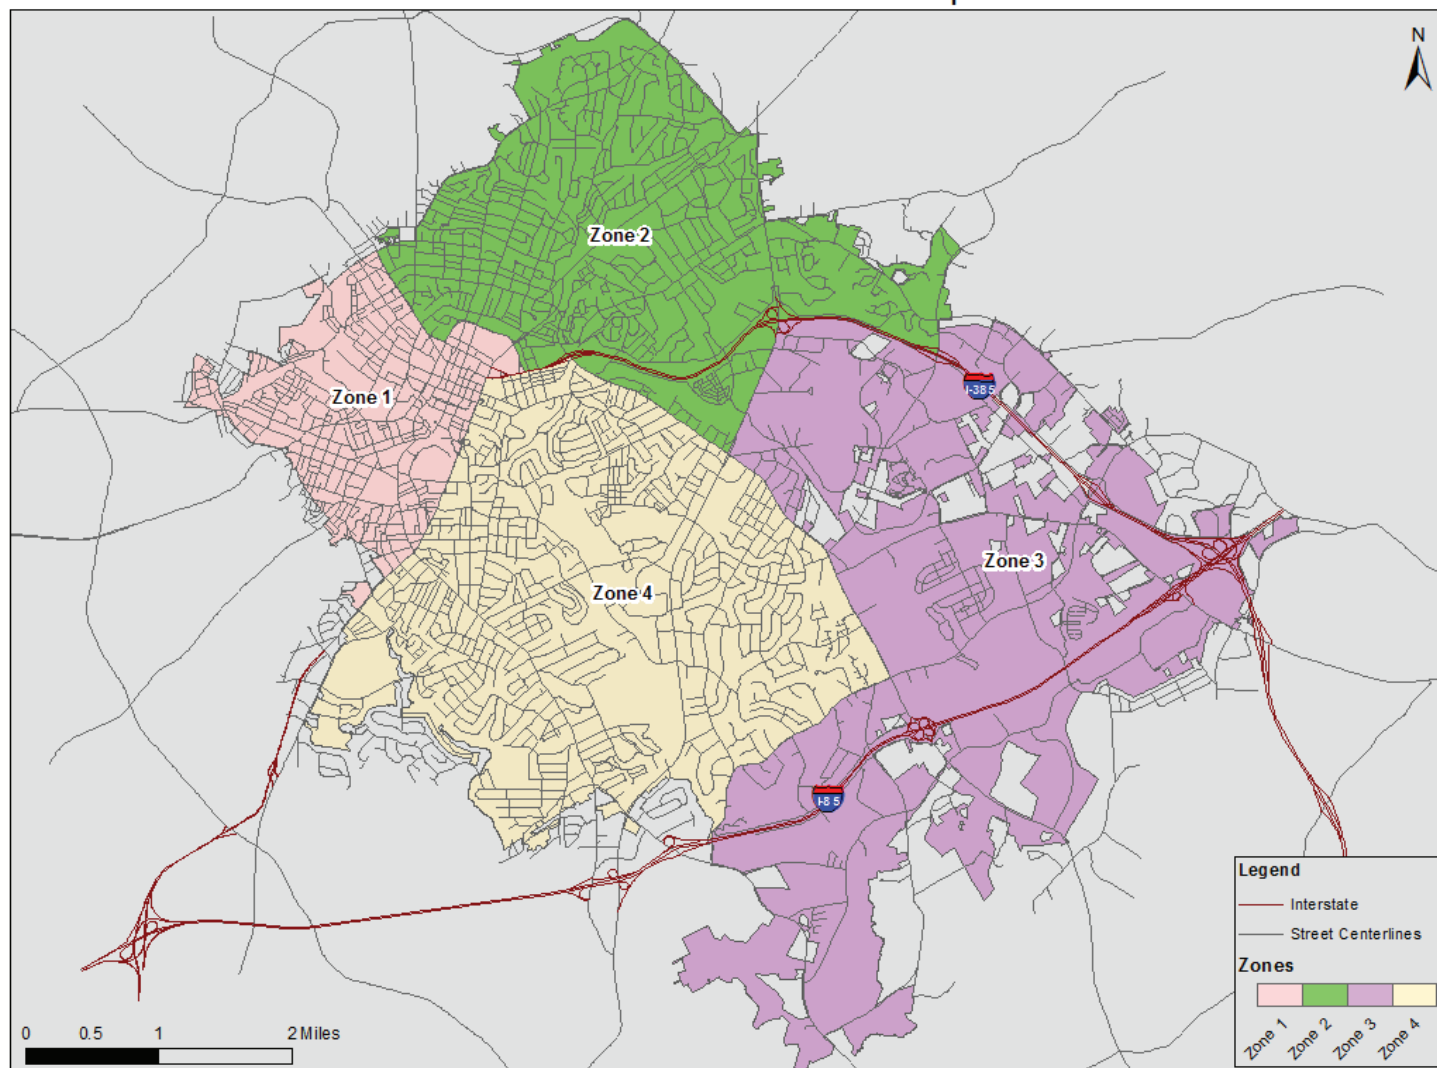 N
Zone 2
Zone 1
I-385
Zone 3
Zone 4
I-85
Legend
Interstate
Street Centerlines
Zones
Zone 1
Zone 2
Zone 3
Zone 4
0 0.5 1 2 Miles